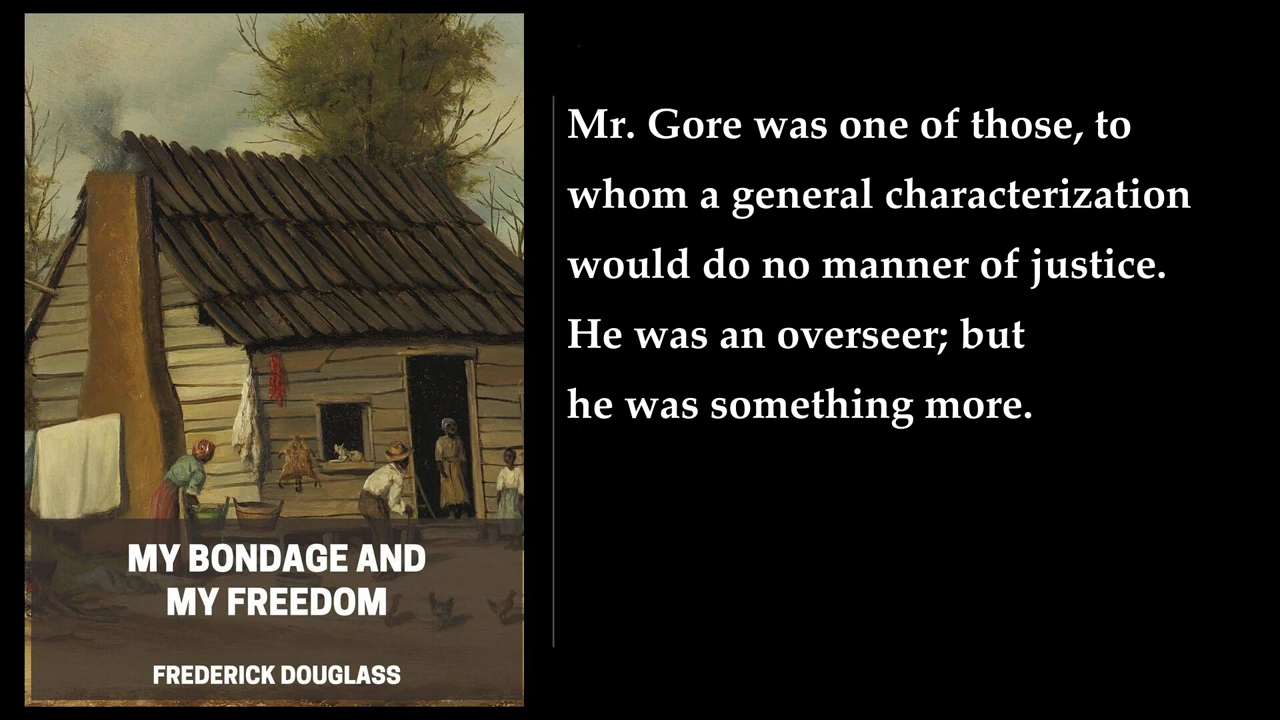 Mr. Gore was one of those, to
whom a general characterization
would do no manner of justice.
He was an overseer; but
he was something more.
MY BONDAGE AND
MY FREEDOM
FREDERICK DOUGLASS